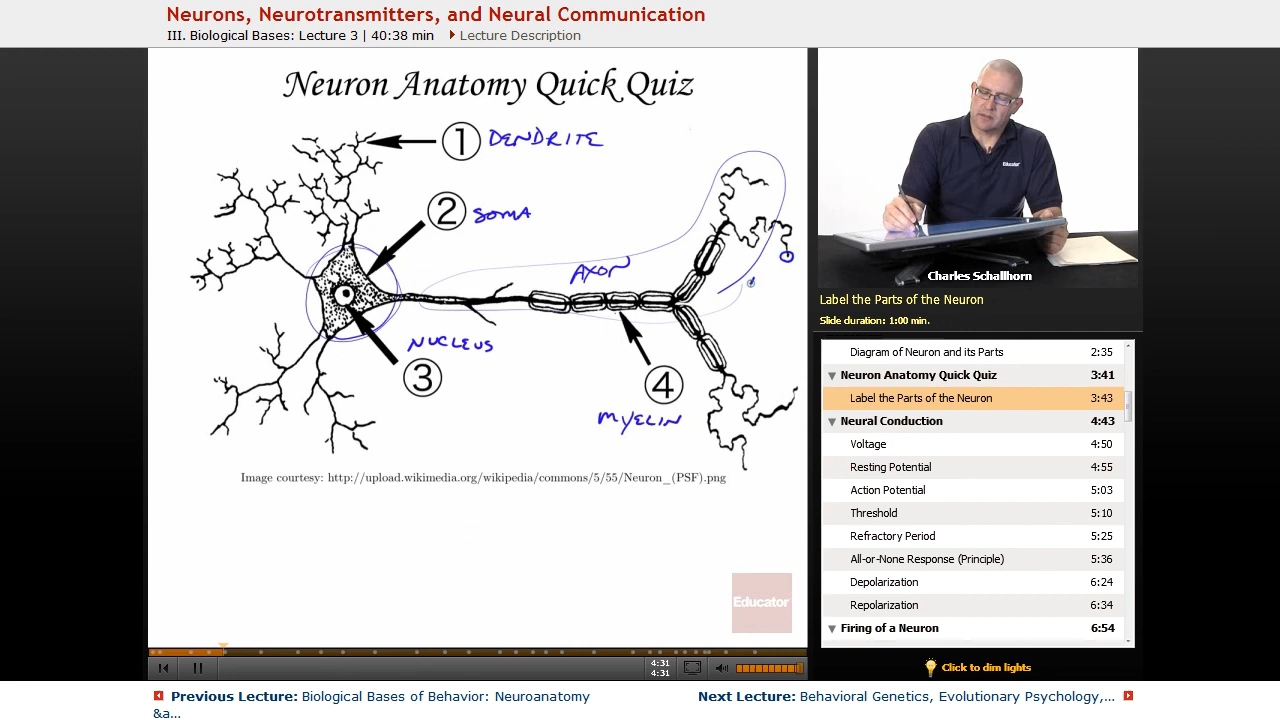 Neurons, Neurotransmitters, and Neural Communication
III. Biological Bases: Lecture 3 | 40:38 min Lecture Description
Neuron Anatomy Quick Quiz
1 DENDRITE
2 SOMA
AXON
NUCLEUS
3
4
MYELIN
Image courtesy: http://upload.wikimedia.org/wikipedia/commons/5/55/Neuron_(PSF).png
Educator
4:31
4:31
Educator
Charles Schallhorn
Label the Parts of the Neuron
Slide duration: 1:00 min.
Diagram of Neuron and its Parts 2:35
Neuron Anatomy Quick Quiz 3:41
Label the Parts of the Neuron 3:43
Neural Conduction 4:43
Voltage 4:50
Resting Potential 4:55
Action Potential 5:03
Threshold 5:10
Refractory Period 5:25
All-or-None Response (Principle) 5:36
Depolarization 6:24
Repolarization 6:34
Firing of a Neuron 6:54
Click to dim lights
Previous Lecture: Biological Bases of Behavior: Neuroanatomy
&a...
Next Lecture: Behavioral Genetics, Evolutionary Psychology,...